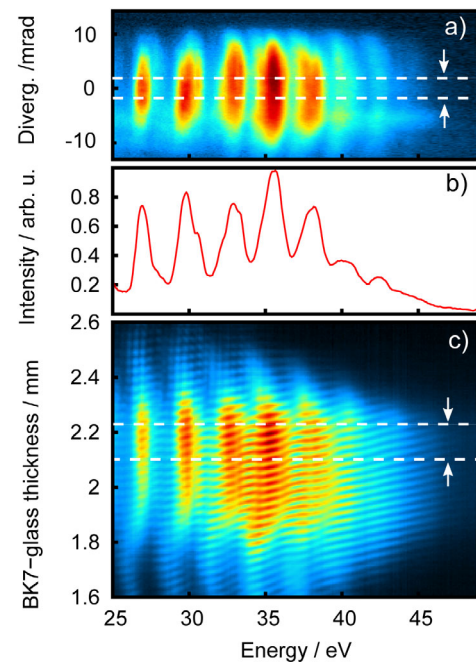 a)
Diverg. /mrad
10
0
-10
b)
Intensity / arb. u.
0.8
0.6
0.4
0.2
c)
BK7-glass thickness / mm
2.6
2.4
2.2
2
1.8
1.6
25 30 35 40 45
Energy / eV